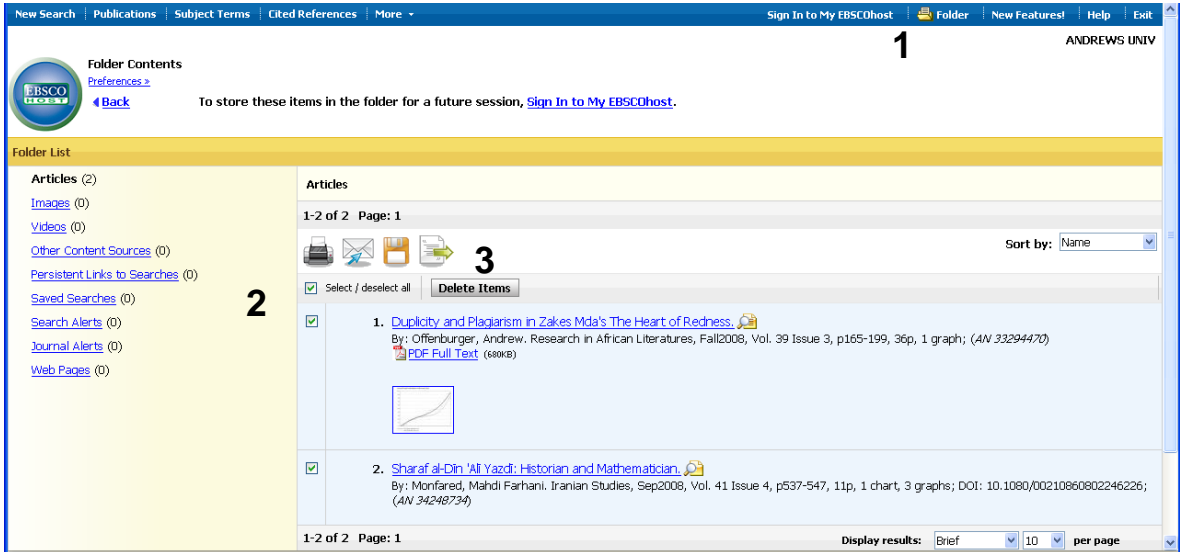 New Search Publications Subject Terms Cited References More Sign In to My EBSCOhost Folder New Features! Help Exit
1
ANDREWS UNIV
EBSCO
HOST
Folder Contents
Preferences »
Back To store these items in the folder for a future session, Sign In to My EBSCOhost.
Folder List
Articles (2)
Images (0)
Videos (0)
Other Content Sources (0)
Persistent Links to Searches (0)
Saved Searches (0)
Search Alerts (0)
Journal Alerts (0)
Web Pages (0)
2
Articles
1-2 of 2 Page: 1
Sort by: Name
3
Select / deselect all Delete Items
1. Duplicity and Plagiarism in Zakes Mda's The Heart of Redness.
By: Offenburger, Andrew. Research in African Literatures, Fall2008, Vol. 39 Issue 3, p165-199, 36p, 1 graph; (AN 33294470)
PDF Full Text (680KB)
2. Sharaf al-Dīn 'Alī Yazdī: Historian and Mathematician.
By: Monfared, Mahdi Farhani. Iranian Studies, Sep2008, Vol. 41 Issue 4, p537-547, 11p, 1 chart, 3 graphs; DOI: 10.1080/00210860802246226;
(AN 34248734)
1-2 of 2 Page: 1 Display results: Brief 10 per page